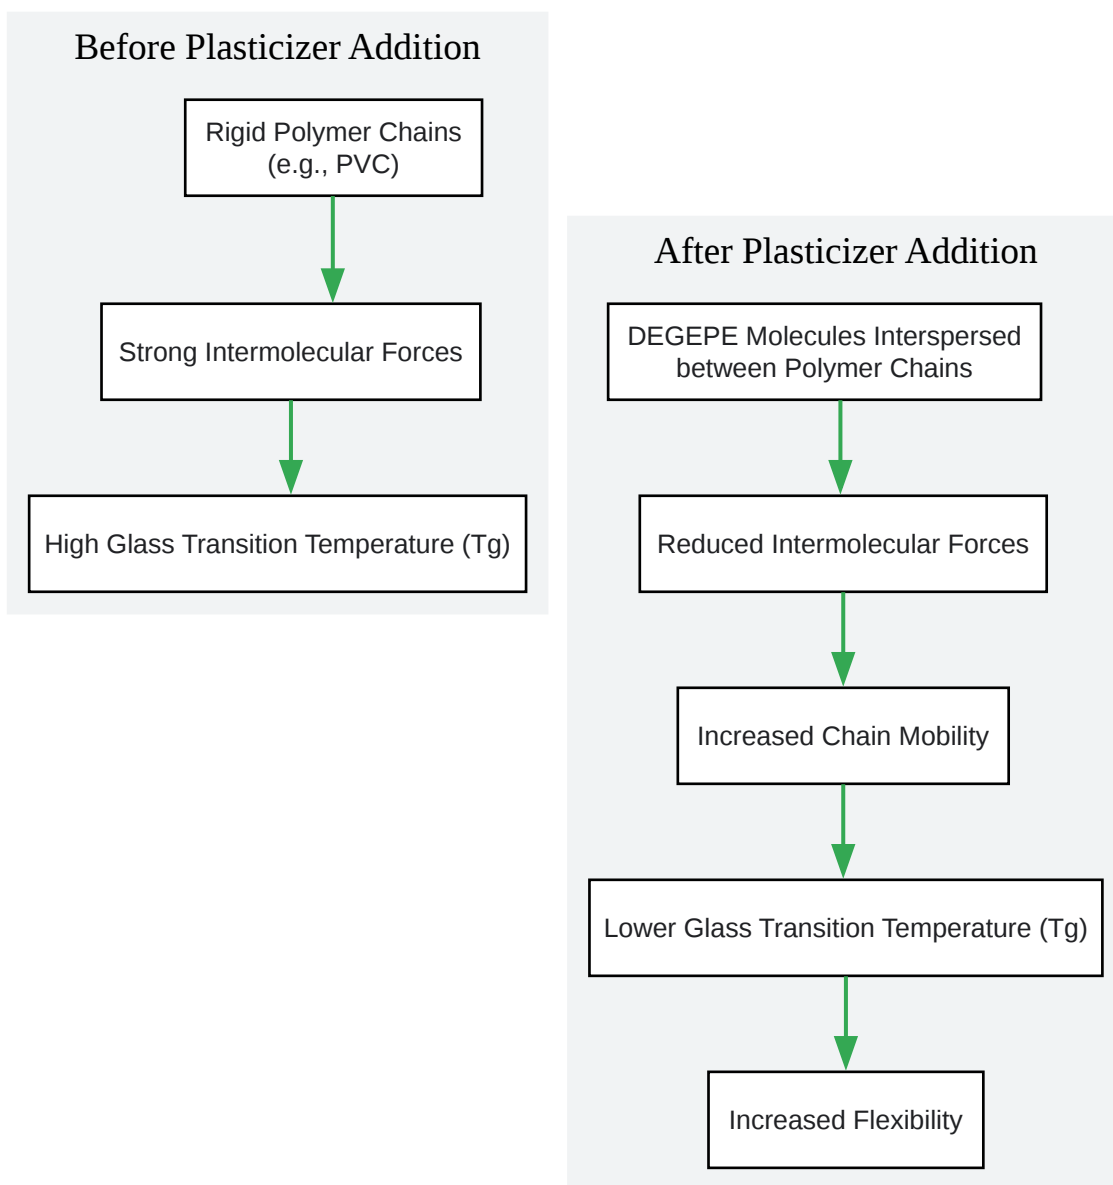 Before Plasticizer Addition
Rigid Polymer Chains
(e.g., PVC)
Strong Intermolecular Forces
High Glass Transition Temperature (Tg)
After Plasticizer Addition
DEGEPE Molecules Interspersed
between Polymer Chains
Reduced Intermolecular Forces
Increased Chain Mobility
Lower Glass Transition Temperature (Tg)
Increased Flexibility